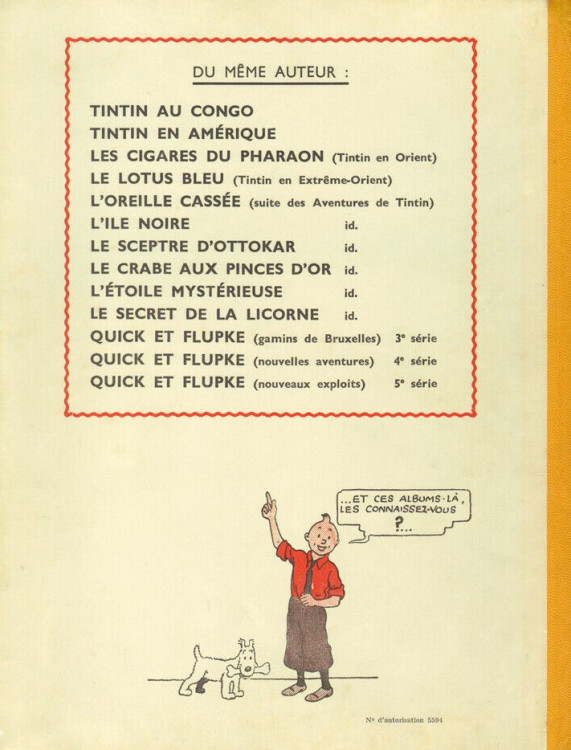 DU MÊME AUTEUR :
TINTIN AU CONGO
TINTIN EN AMÉRIQUE
LES CIGARES DU PHARAON (Tintin en Orient)
LE LOTUS BLEU (Tintin en Extrême-Orient)
L'OREILLE CASSÉE (suite des Aventures de Tintin)
L'ILE NOIRE id.
LE SCEPTRE D'OTTOKAR id.
LE CRABE AUX PINCES D'OR id.
L'ÉTOILE MYSTÉRIEUSE id.
LE SECRET DE LA LICORNE id.
QUICK ET FLUPKE (gamins de Bruxelles) 3e série
QUICK ET FLUPKE (nouvelles aventures) 4e série
QUICK ET FLUPKE (nouveaux exploits) 5e série
...ET CES ALBUMS-LÀ,
LES CONNAISSEZ-VOUS
?...
No d'autorisation 5594